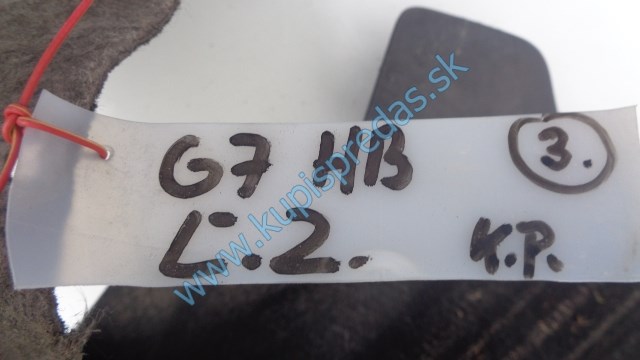 G7 HB 3.
L.2. K.P.
www.kupispredas.sk